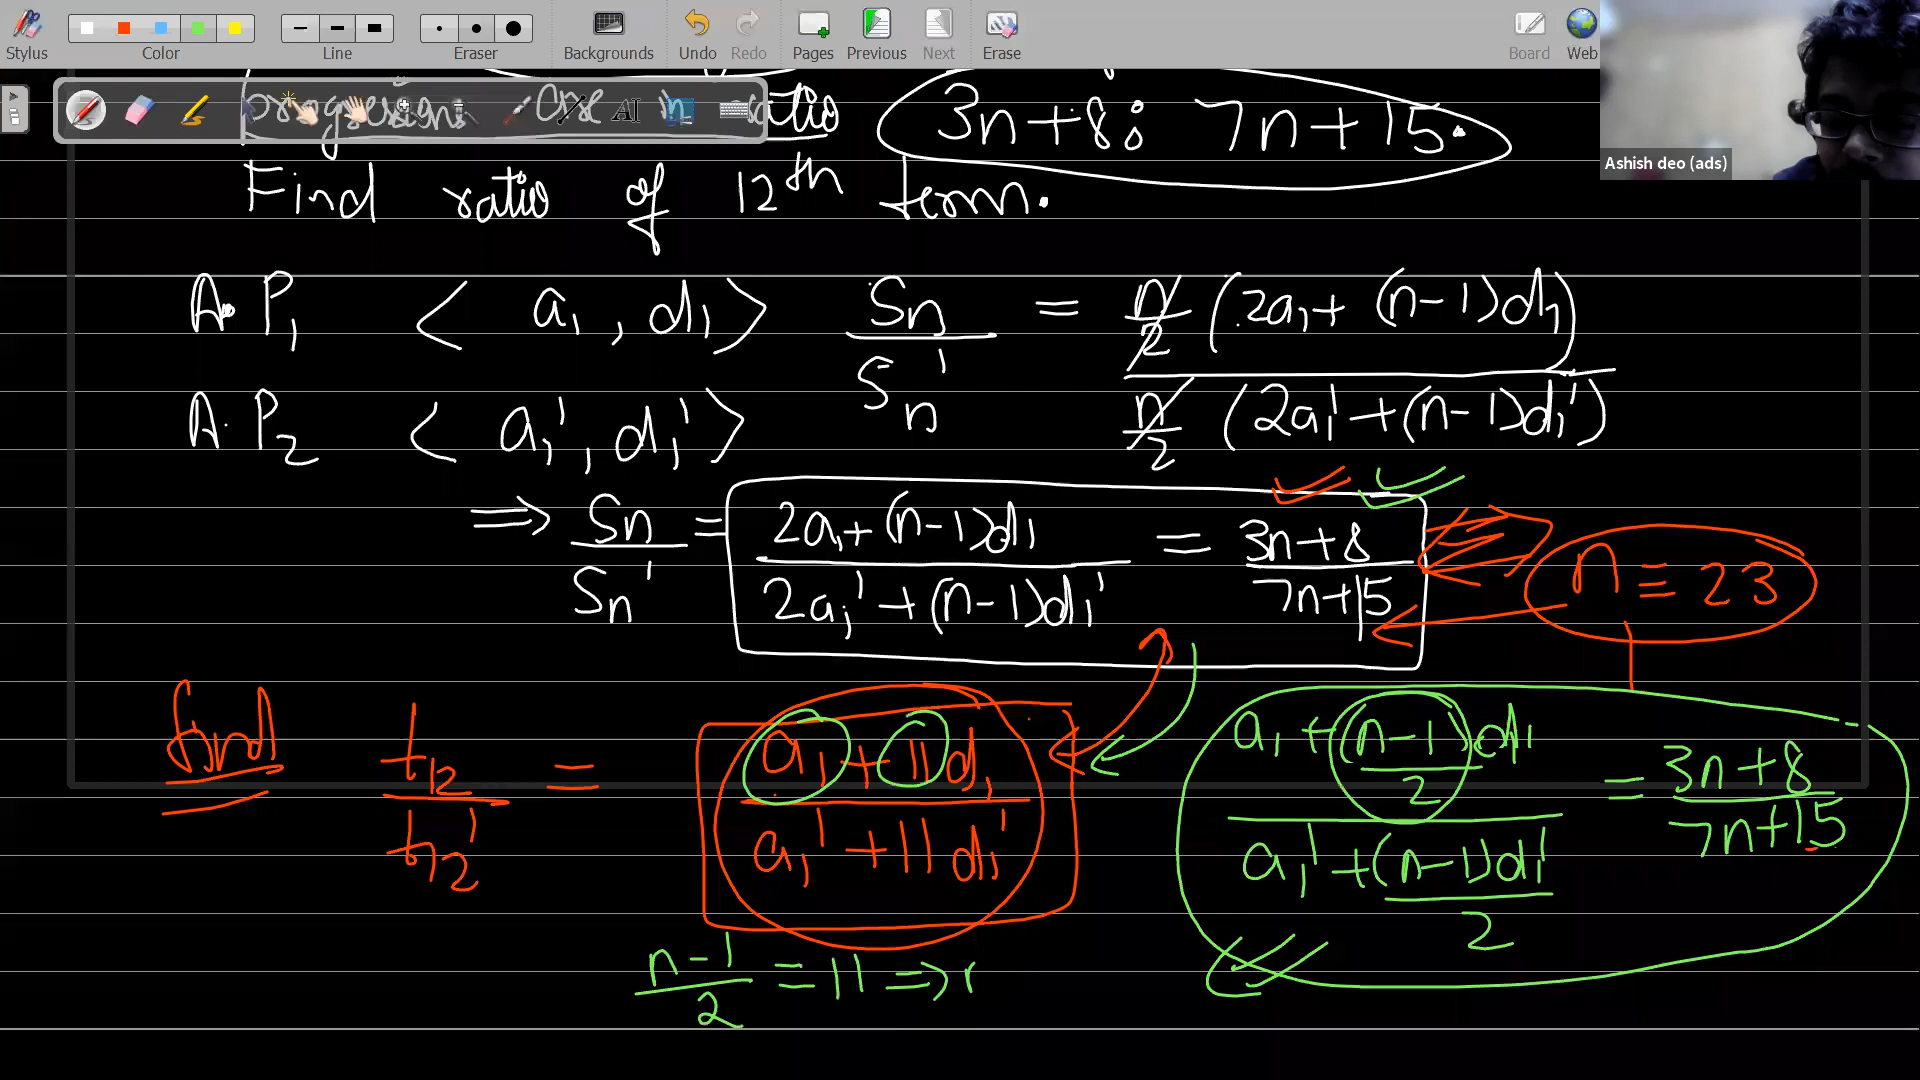 Stylus Color Line Eraser Backgrounds Undo Redo Pages Previous Next Erase Board Web
Ashish deo (ads)
progression are in ratio 3n+8 : 7n+15.
Find ratio of 12th term.
A.P₁ < a₁, d₁ > Sn / Sn' = n/2 (2a₁ + (n-1)d₁) / n/2 (2a₁' + (n-1)d₁')
A.P₂ < a₁', d₁' >
⇒ Sn / Sn' = 2a₁ + (n-1)d₁ / 2a₁' + (n-1)d₁' = 3n+8 / 7n+15
n = 23
find t₁₂ / t₁₂' = a₁ + 11d₁ / a₁' + 11d₁'
a₁ + (n-1)d₁/2 / a₁' + (n-1)d₁'/2 = 3n+8 / 7n+15
n-1 / 2 = 11 ⇒